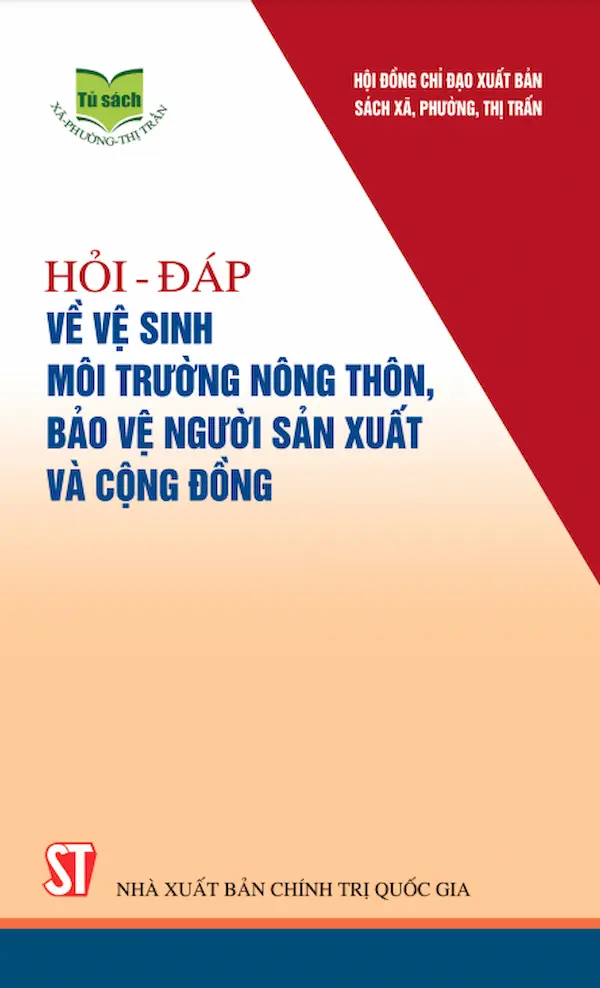 Tủ sách
XÃ-PHƯỜNG-THỊ TRẤN
HỘI ĐỒNG CHỈ ĐẠO XUẤT BẢN
SÁCH XÃ, PHƯỜNG, THỊ TRẤN
HỎI - ĐÁP
VỀ VỆ SINH
MÔI TRƯỜNG NÔNG THÔN,
BẢO VỆ NGƯỜI SẢN XUẤT
VÀ CỘNG ĐỒNG
ST
NHÀ XUẤT BẢN CHÍNH TRỊ QUỐC GIA